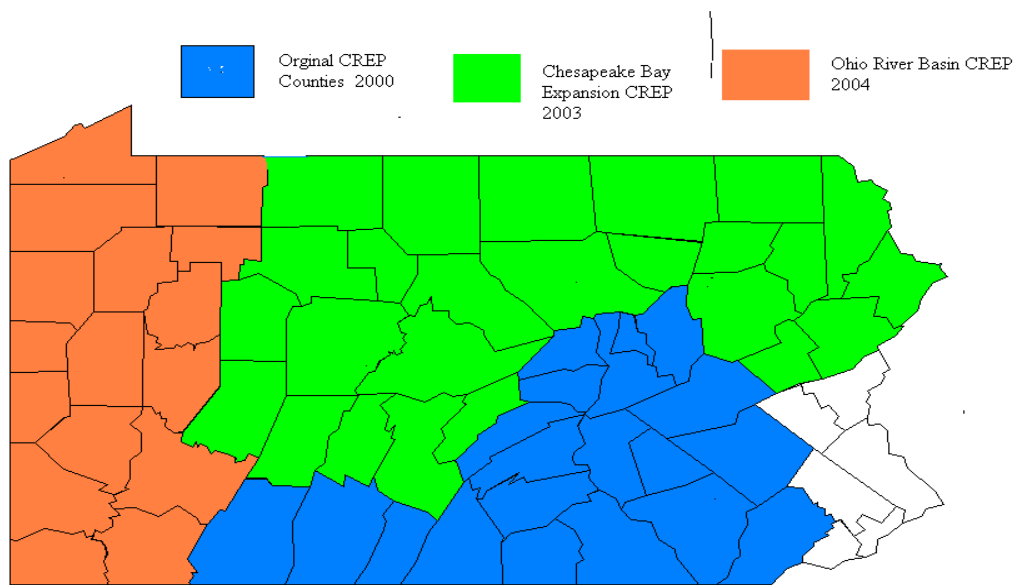 Orginal CREP
Counties 2000
Chesapeake Bay
Expansion CREP
2003
Ohio River Basin CREP
2004